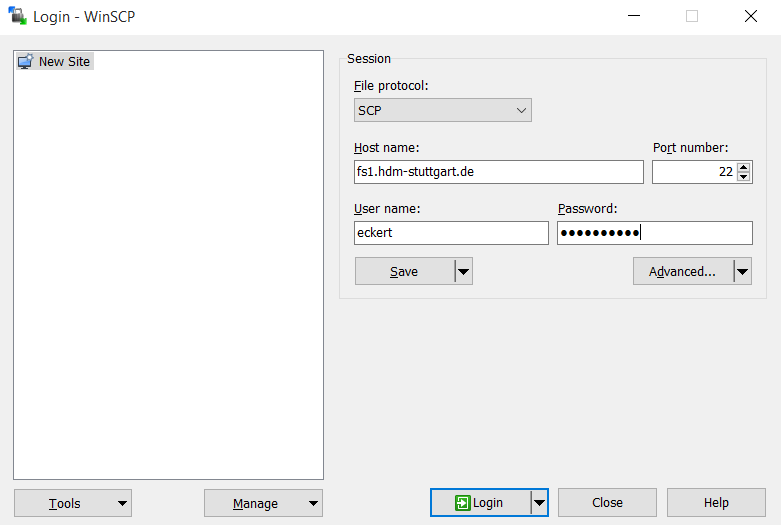 Login - WinSCP
New Site
Session
File protocol:
SCP
Host name:
Port number:
fs1.hdm-stuttgart.de
22
User name:
Password:
eckert
●●●●●●●●●●
Save
Advanced...
Tools
Manage
Login
Close
Help